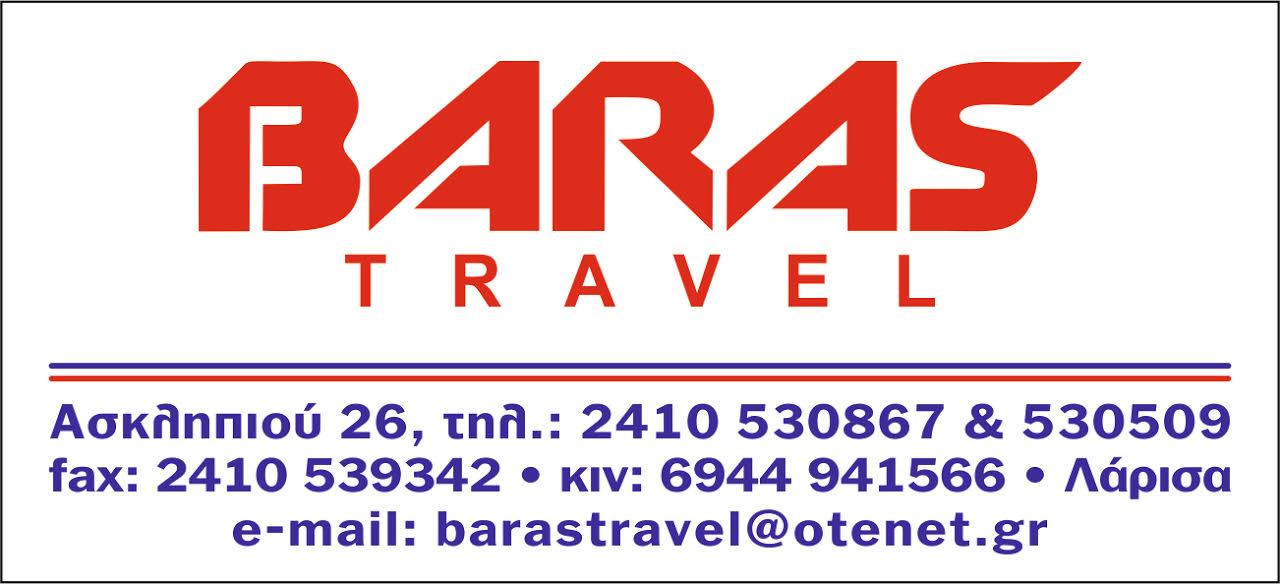 BARAS
TRAVEL
Ασκληπιού 26, τηλ.: 2410 530867 & 530509
fax: 2410 539342 • κιν: 6944 941566 • Λάρισα
e-mail: barastravel@otenet.gr